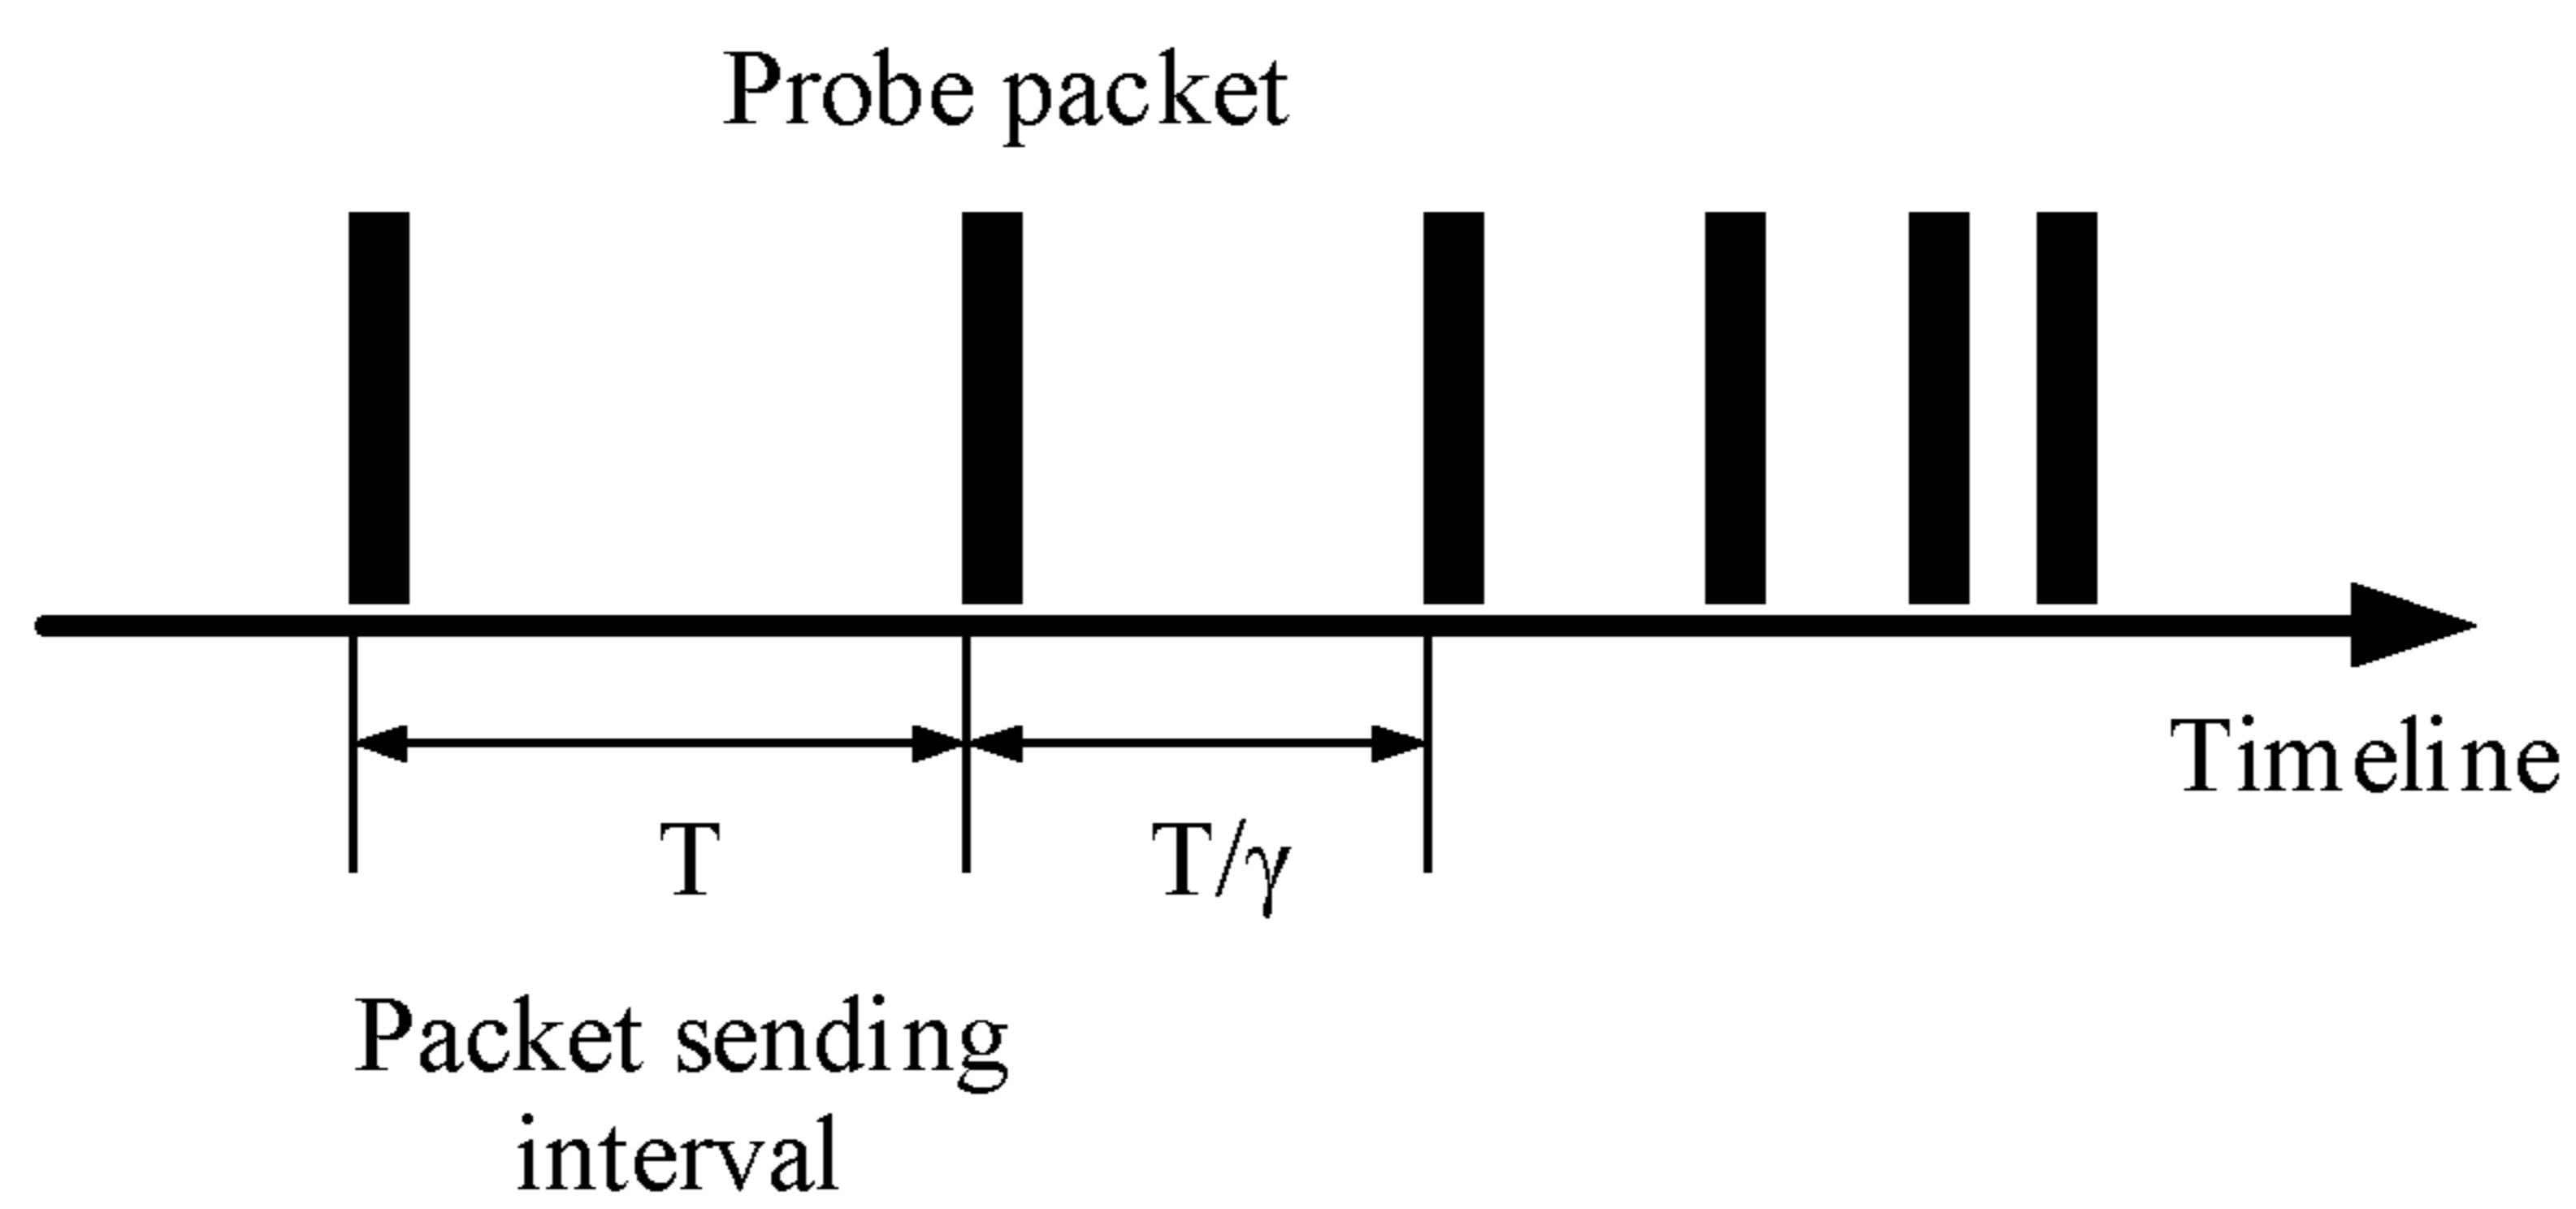 Probe packet
Timeline
T
T/γ
Packet sending
interval